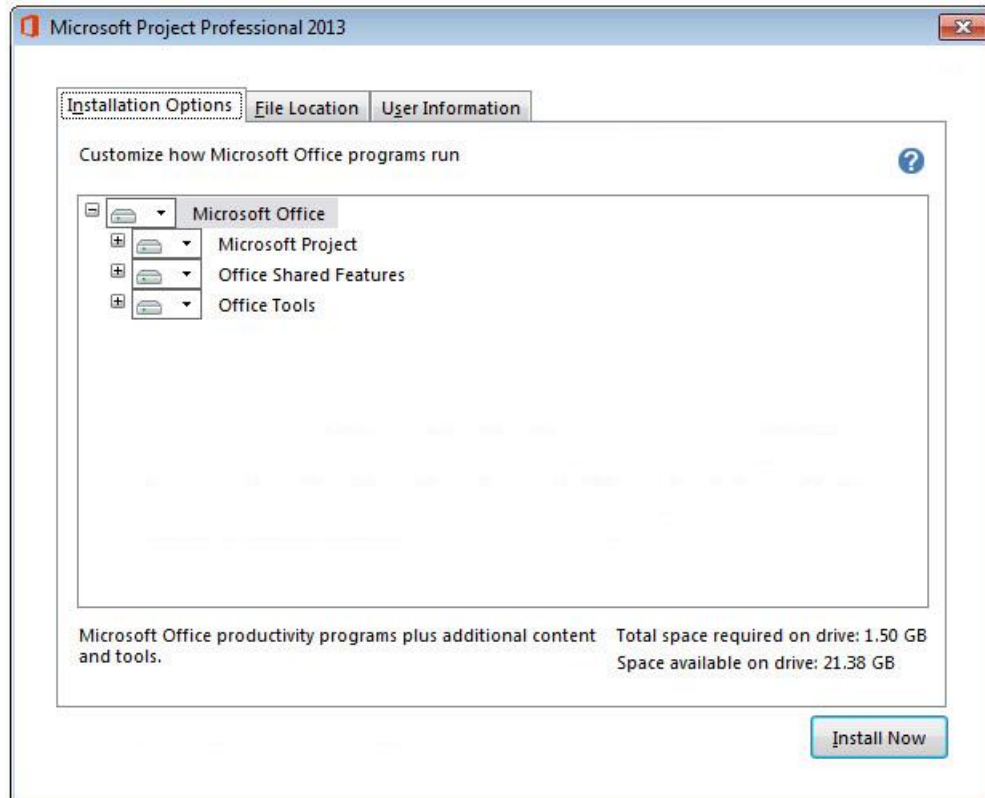 Microsoft Project Professional 2013
Installation Options File Location User Information
Customize how Microsoft Office programs run
Microsoft Office
Microsoft Project
Office Shared Features
Office Tools
Microsoft Office productivity programs plus additional content
and tools.
Total space required on drive: 1.50 GB
Space available on drive: 21.38 GB
Install Now